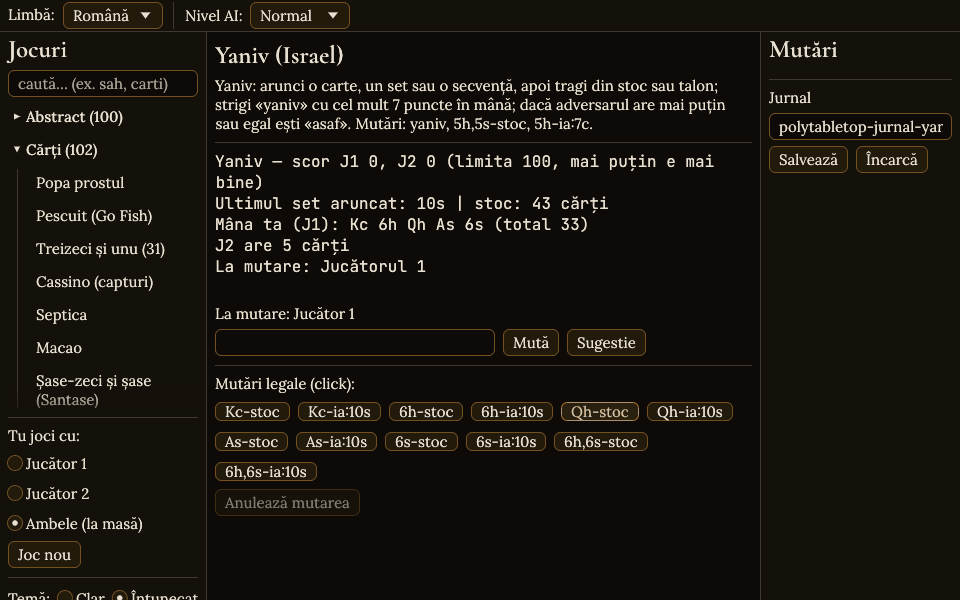 Limbă: Română ▼ Nivel AI: Normal ▼
Jocuri
caută... (ex. sah, carti)
▸ Abstract (100)
▾ Cărți (102)
Popa prostul
Pescuit (Go Fish)
Treizeci și unu (31)
Cassino (capturi)
Septica
Macao
Șase-zeci și șase
(Santase)
Tu joci cu:
Jucător 1
Jucător 2
Ambele (la masă)
Joc nou
Temă: Clar Întunecat
Yaniv (Israel)
Yaniv: arunci o carte, un set sau o secvență, apoi tragi din stoc sau talon;
strigi «yaniv» cu cel mult 7 puncte în mână; dacă adversarul are mai puțin
sau egal ești «asaf». Mutări: yaniv, 5h,5s-stoc, 5h-ia:7c.
Yaniv — scor J1 0, J2 0 (limita 100, mai puțin e mai
bine)
Ultimul set aruncat: 10s | stoc: 43 cărți
Mâna ta (J1): Kc 6h Qh As 6s (total 33)
J2 are 5 cărți
La mutare: Jucătorul 1
La mutare: Jucător 1
Mută Sugestie
Mutări legale (click):
Kc-stoc Kc-ia:10s 6h-stoc 6h-ia:10s Qh-stoc Qh-ia:10s
As-stoc As-ia:10s 6s-stoc 6s-ia:10s 6h,6s-stoc
6h,6s-ia:10s
Anulează mutarea
Mutări
Jurnal
polytabletop-jurnal-yar
Salvează Încarcă